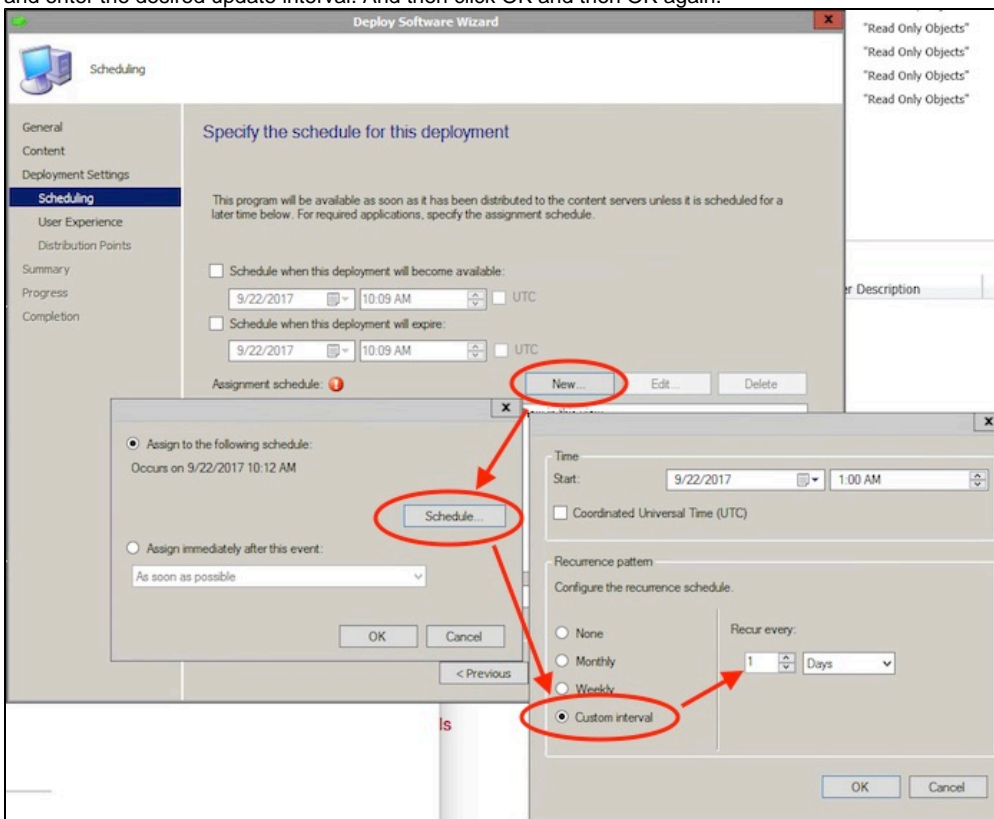 and enter the desired update interval. And then click OK and then OK again.
Deploy Software Wizard
x
"Read Only Objects"
"Read Only Objects"
"Read Only Objects"
"Read Only Objects"
Scheduling
General
Content
Deployment Settings
Scheduling
User Experience
Distribution Points
Summary
Progress
Completion
Specify the schedule for this deployment
This program will be available as soon as it has been distributed to the content servers unless it is scheduled for a
later time below. For required applications, specify the assignment schedule.
Schedule when this deployment will become available:
9/22/2017 10:09 AM UTC
Schedule when this deployment will expire:
9/22/2017 10:09 AM UTC
Assignment schedule:
New... Edit... Delete
er Description
x
Assign to the following schedule:
Occurs on 9/22/2017 10:12 AM
Schedule...
Assign immediately after this event:
As soon as possible
OK Cancel
< Previous
x
Time
Start: 9/22/2017 1:00 AM
Coordinated Universal Time (UTC)
Recurrence pattern
Configure the recurrence schedule.
None
Monthly
Weekly
Custom interval
Recur every:
1 Days
OK Cancel
ls